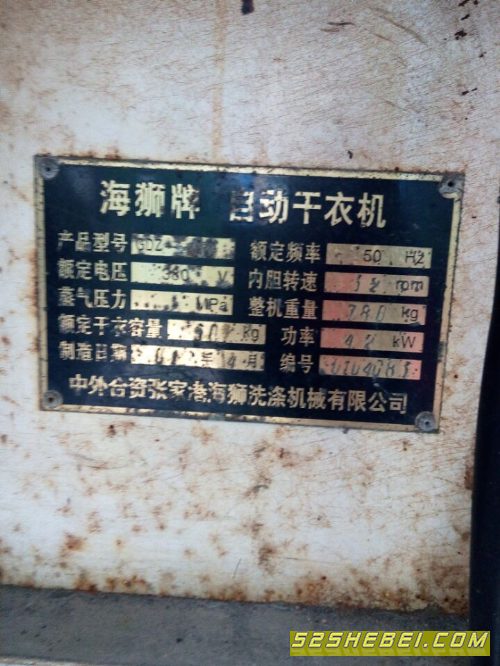 海狮牌 自动干衣机
产品型号 GDZ 额定频率 50 HZ
额定电压 380 V 内胆转速 rpm
蒸气压力 MPa 整机重量 780 kg
额定干衣容量 kg 功率 kW
制造日期 年 月 编号
中外合资张家港海狮洗涤机械有限公司
52SHEBEI.COM